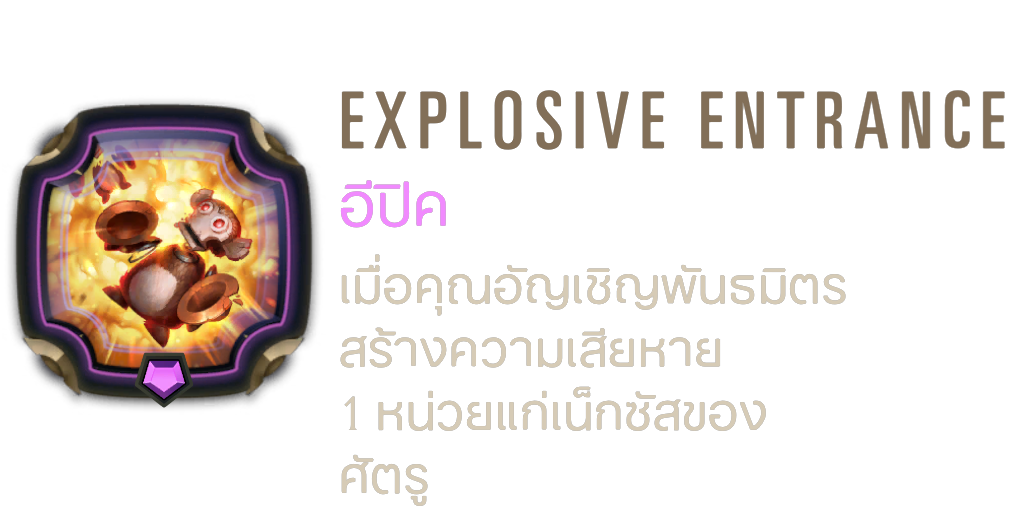 EXPLOSIVE ENTRANCE
อีปิค
เมื่อคุณอัญเชิญพันธมิตร
สร้างความเสียหาย
1 หน่วยแก่เน็กซัสของ
ศัตรู